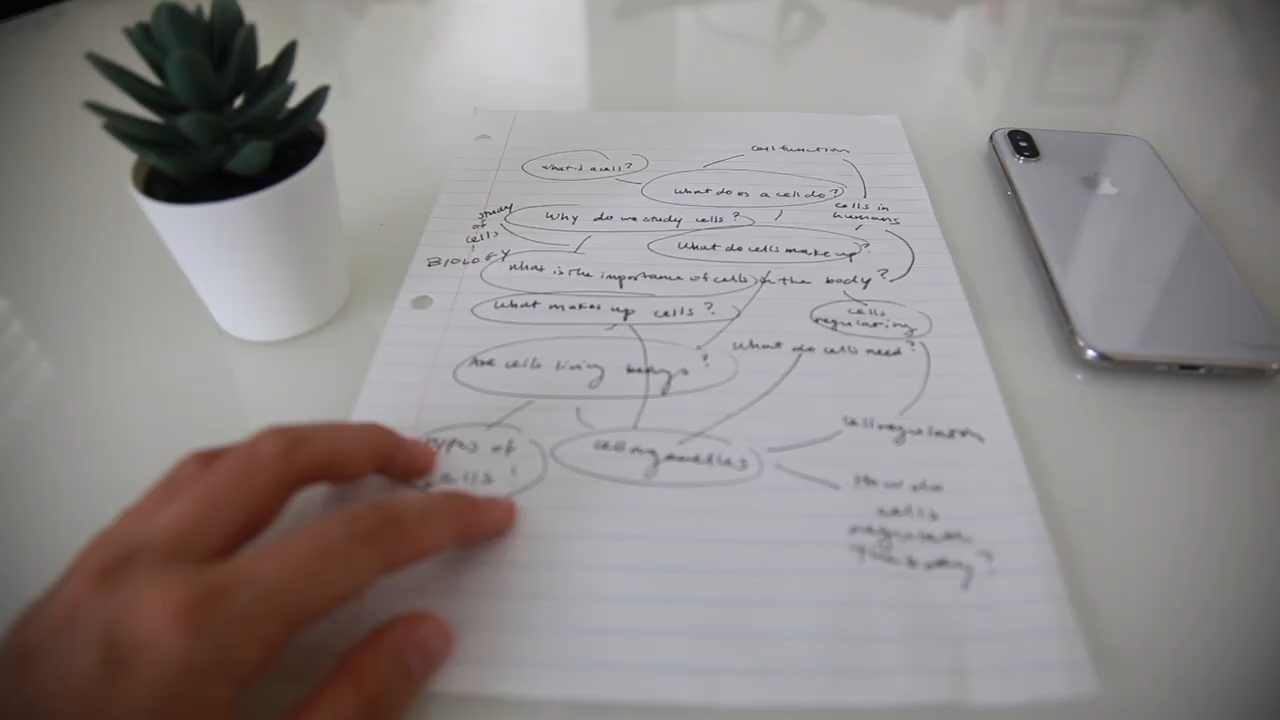 cell function
What is a cell?
What does a cell do?
cells in
humans
study
of
cells
Why do we study cells?
What do cells make up?
BIOLOGY
What is the importance of cells in the body?
What makes up cells?
cells
regulating
What do cells need?
Are cells living beings?
cell regulation
types of
cells
cell organelles
How do
cells
regulate
the body?